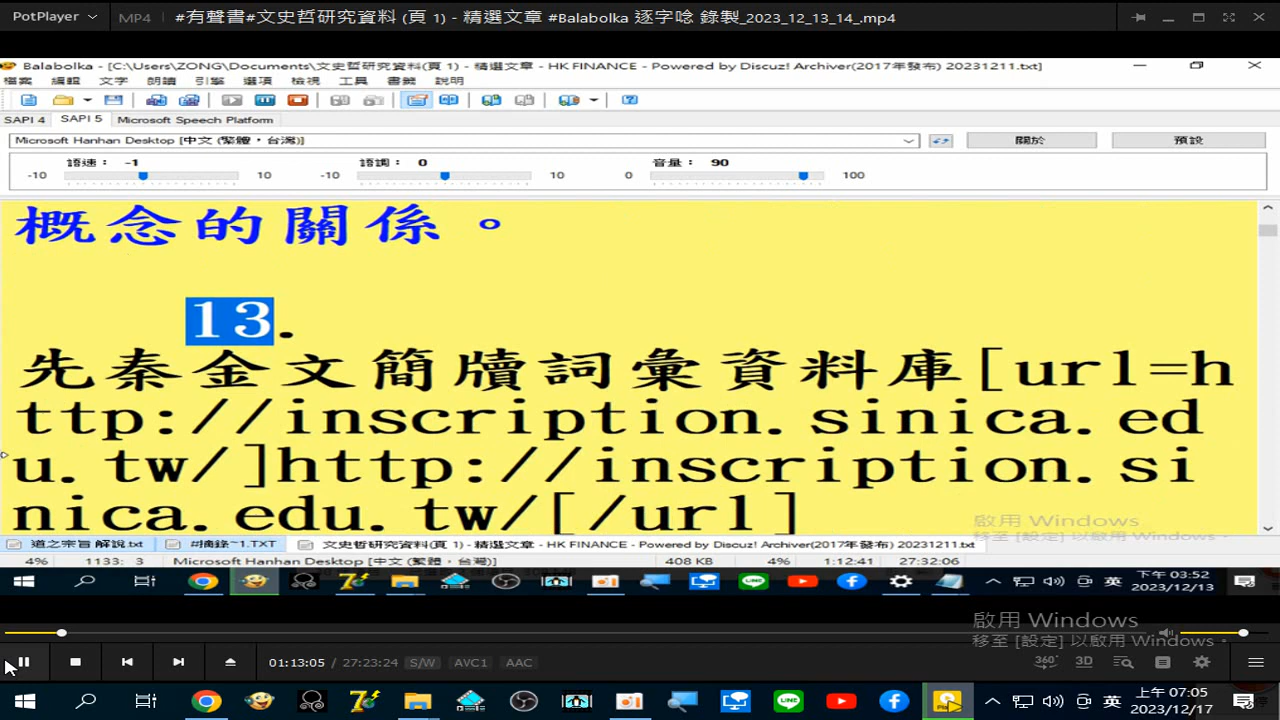 PotPlayer MP4 #有聲書#文史哲研究資料 (頁 1) - 精選文章 #Balabolka 逐字唸 錄製_2023_12_13_14_.mp4
Balabolka - [C:\Users\ZONG\Documents\文史哲研究資料(頁 1) - 精選文章 - HK FINANCE - Powered by Discuz! Archiver(2017年發布) 20231211.txt]
檔案 編輯 文字 朗讀 引擎 選項 檢視 工具 書籤 說明
SAPI 4 SAPI 5 Microsoft Speech Platform
Microsoft Hanhan Desktop [中文 (繁體，台灣)] 關於 預設
語速： -1 語調： 0 音量： 90
-10 10 -10 10 0 100
概念的關係。
13.
先秦金文簡牘詞彙資料庫[url=h
ttp://inscription.sinica.ed
u.tw/]http://inscription.si
nica.edu.tw/[/url]
啟用 Windows
移至 [設定] 以啟用 Windows
道之宗旨 解說.txt #摘錄~1.TXT 文史哲研究資料(頁 1) - 精選文章 - HK FINANCE - Powered by Discuz! Archiver(2017年發布) 20231211.txt
4% 1133: 3 Microsoft Hanhan Desktop [中文 (繁體，台灣)] 408 KB 4% 1:12:41 27:32:06
英 下午 03:52
2023/12/13
啟用 Windows
移至 [設定] 以啟用 Windows
01:13:05 / 27:23:24 S/W AVC1 AAC 360° 3D
英 上午 07:05
2023/12/17